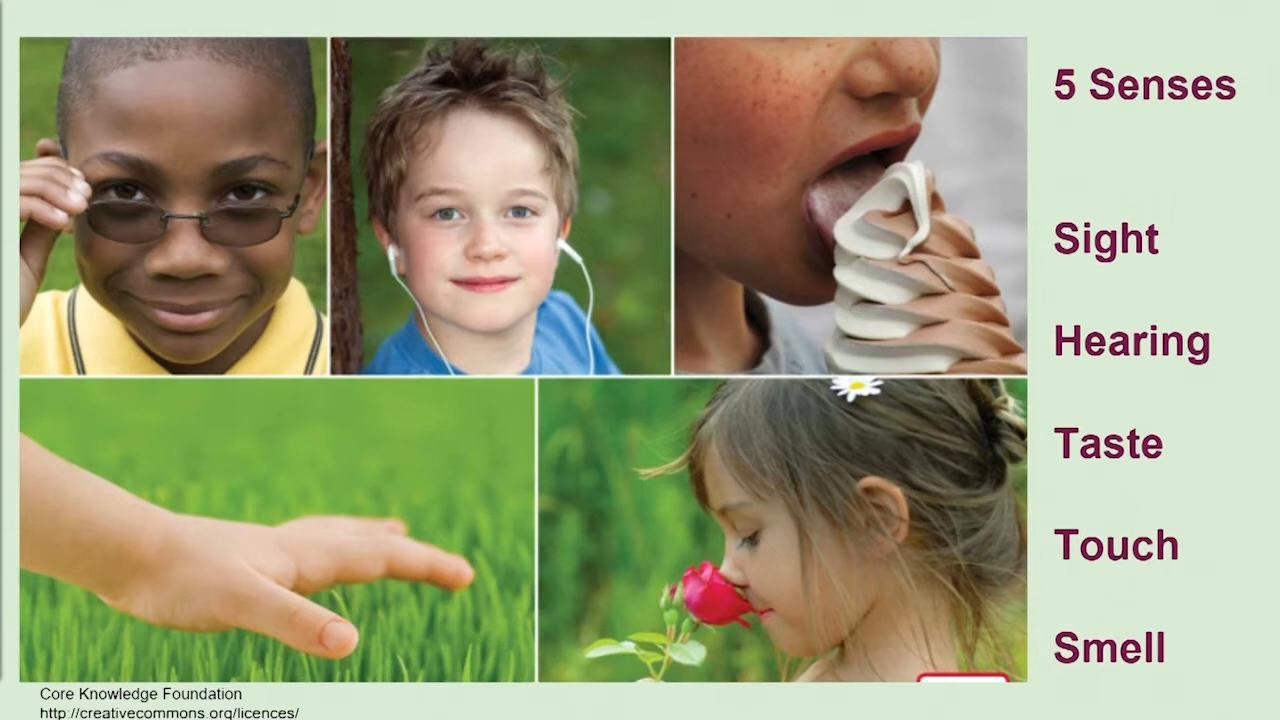 5 Senses
Sight
Hearing
Taste
Touch
Smell
Core Knowledge Foundation
http://creativecommons.org/licences/